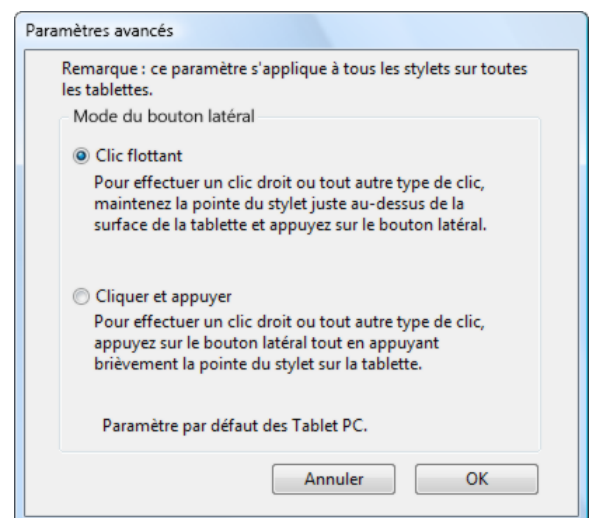 Paramètres avancés
Remarque : ce paramètre s'applique à tous les stylets sur toutes
les tablettes.
Mode du bouton latéral
Clic flottant
Pour effectuer un clic droit ou tout autre type de clic,
maintenez la pointe du stylet juste au-dessus de la
surface de la tablette et appuyez sur le bouton latéral.
Cliquer et appuyer
Pour effectuer un clic droit ou tout autre type de clic,
appuyez sur le bouton latéral tout en appuyant
brièvement la pointe du stylet sur la tablette.
Paramètre par défaut des Tablet PC.
Annuler OK